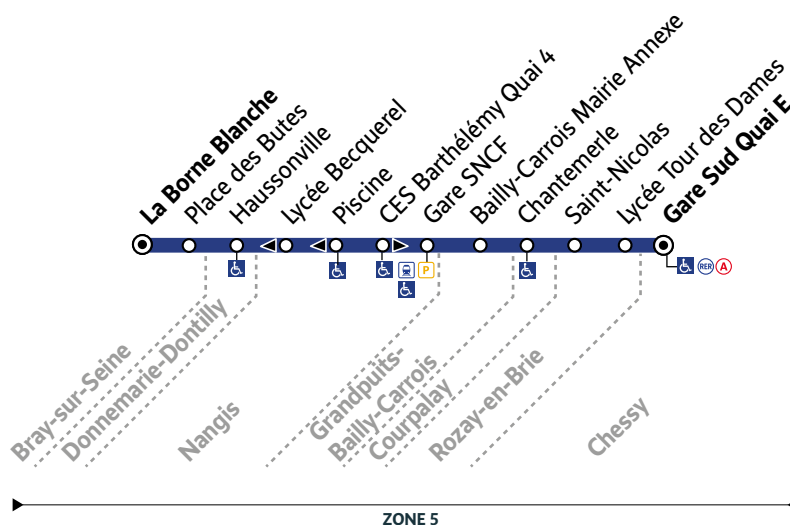 La Borne Blanche
Place des Butes
Haussonville
Lycée Becquerel
Piscine
CES Barthélémy Quai 4
Gare SNCF
Bailly-Carrois Mairie Annexe
Chantemerle
Saint-Nicolas
Lycée Tour des Dames
Gare Sud Quai E
P
RER
A
Bray-sur-Seine
Donnemarie-Dontilly
Nangis
Grandpuits-
Bailly-Carrois
Courpalay
Rozay-en-Brie
Chessy
ZONE 5